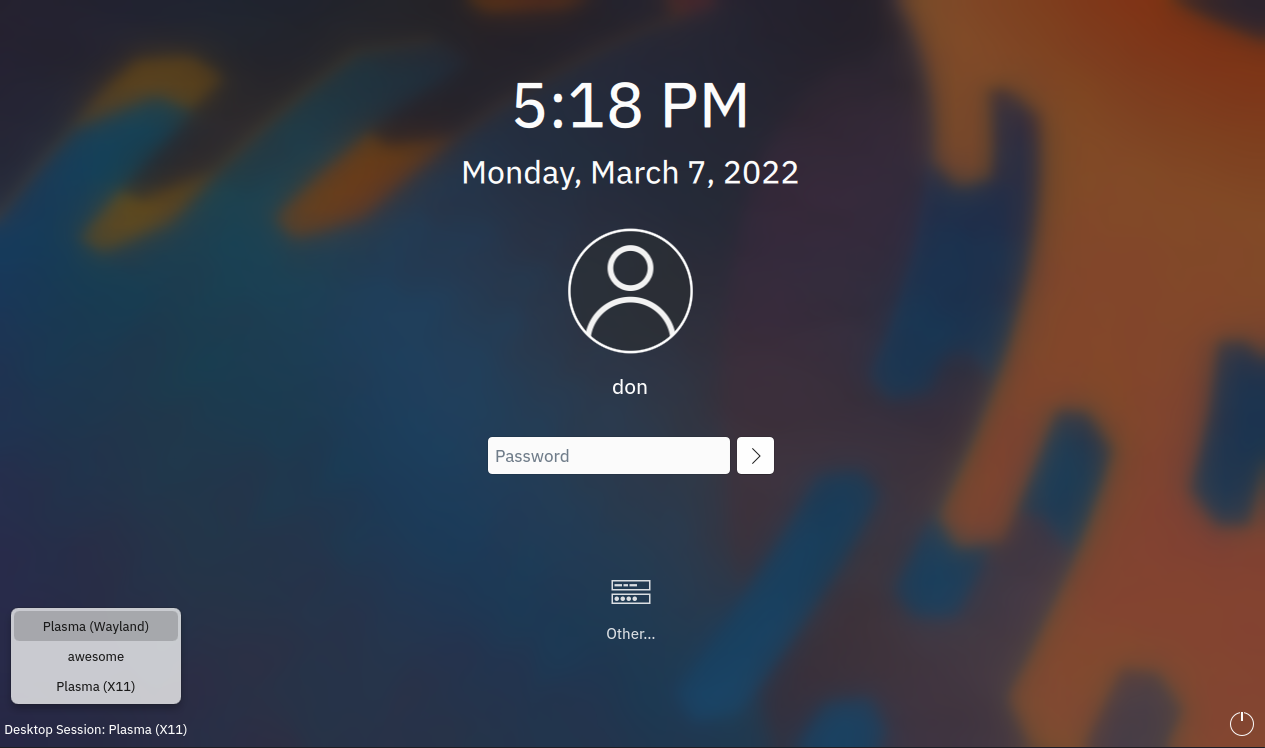 5:18 PM
Monday, March 7, 2022
don
Password
Other...
Plasma (Wayland)
awesome
Plasma (X11)
Desktop Session: Plasma (X11)